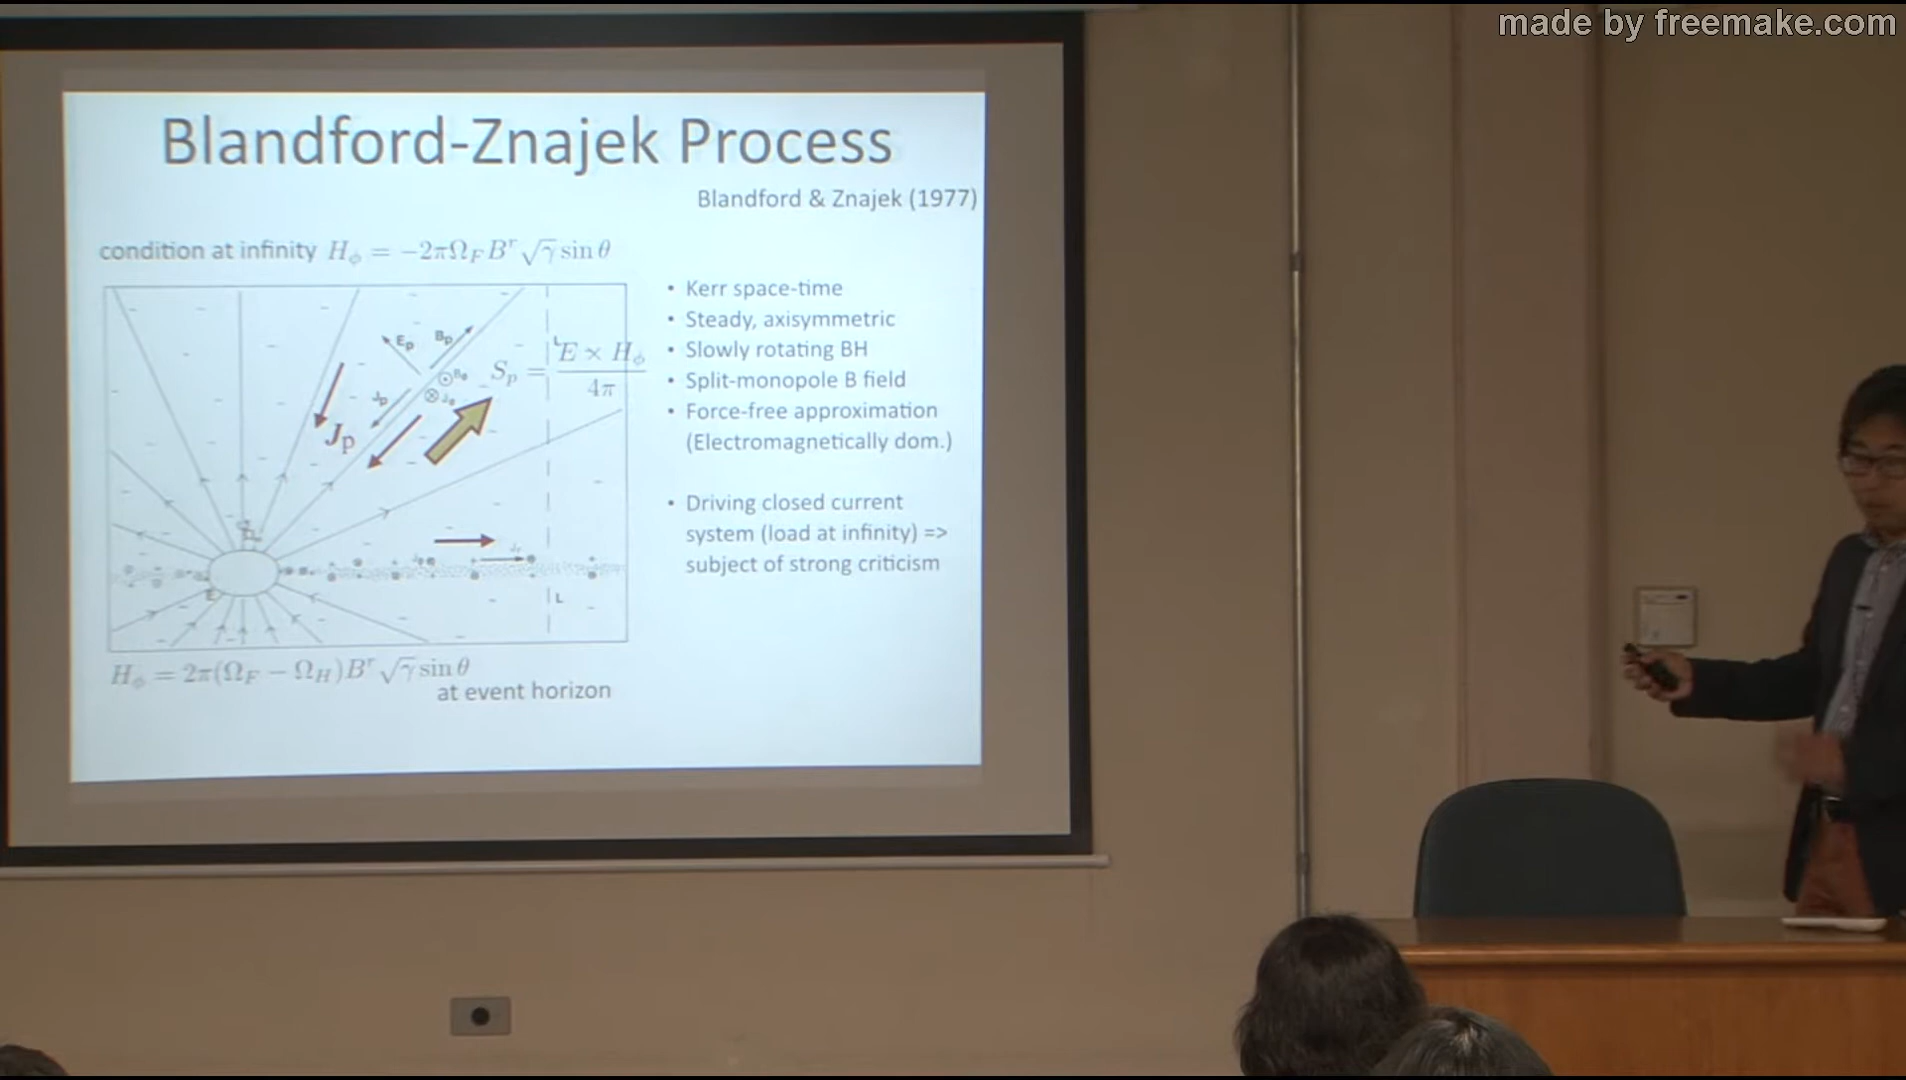 made by freemake.com
Blandford-Znajek Process
Blandford & Znajek (1977)
condition at infinity H_ϕ = −2πΩ_F B^r √γ sin θ
• Kerr space-time
• Steady, axisymmetric
• Slowly rotating BH
• Split-monopole B field
• Force-free approximation
(Electromagnetically dom.)
• Driving closed current
system (load at infinity) =>
subject of strong criticism
E_p
B_p
S_p = E × H_ϕ / 4π
J_p
J_p
L
H_ϕ = 2π(Ω_F − Ω_H)B^r √γ sin θ
at event horizon